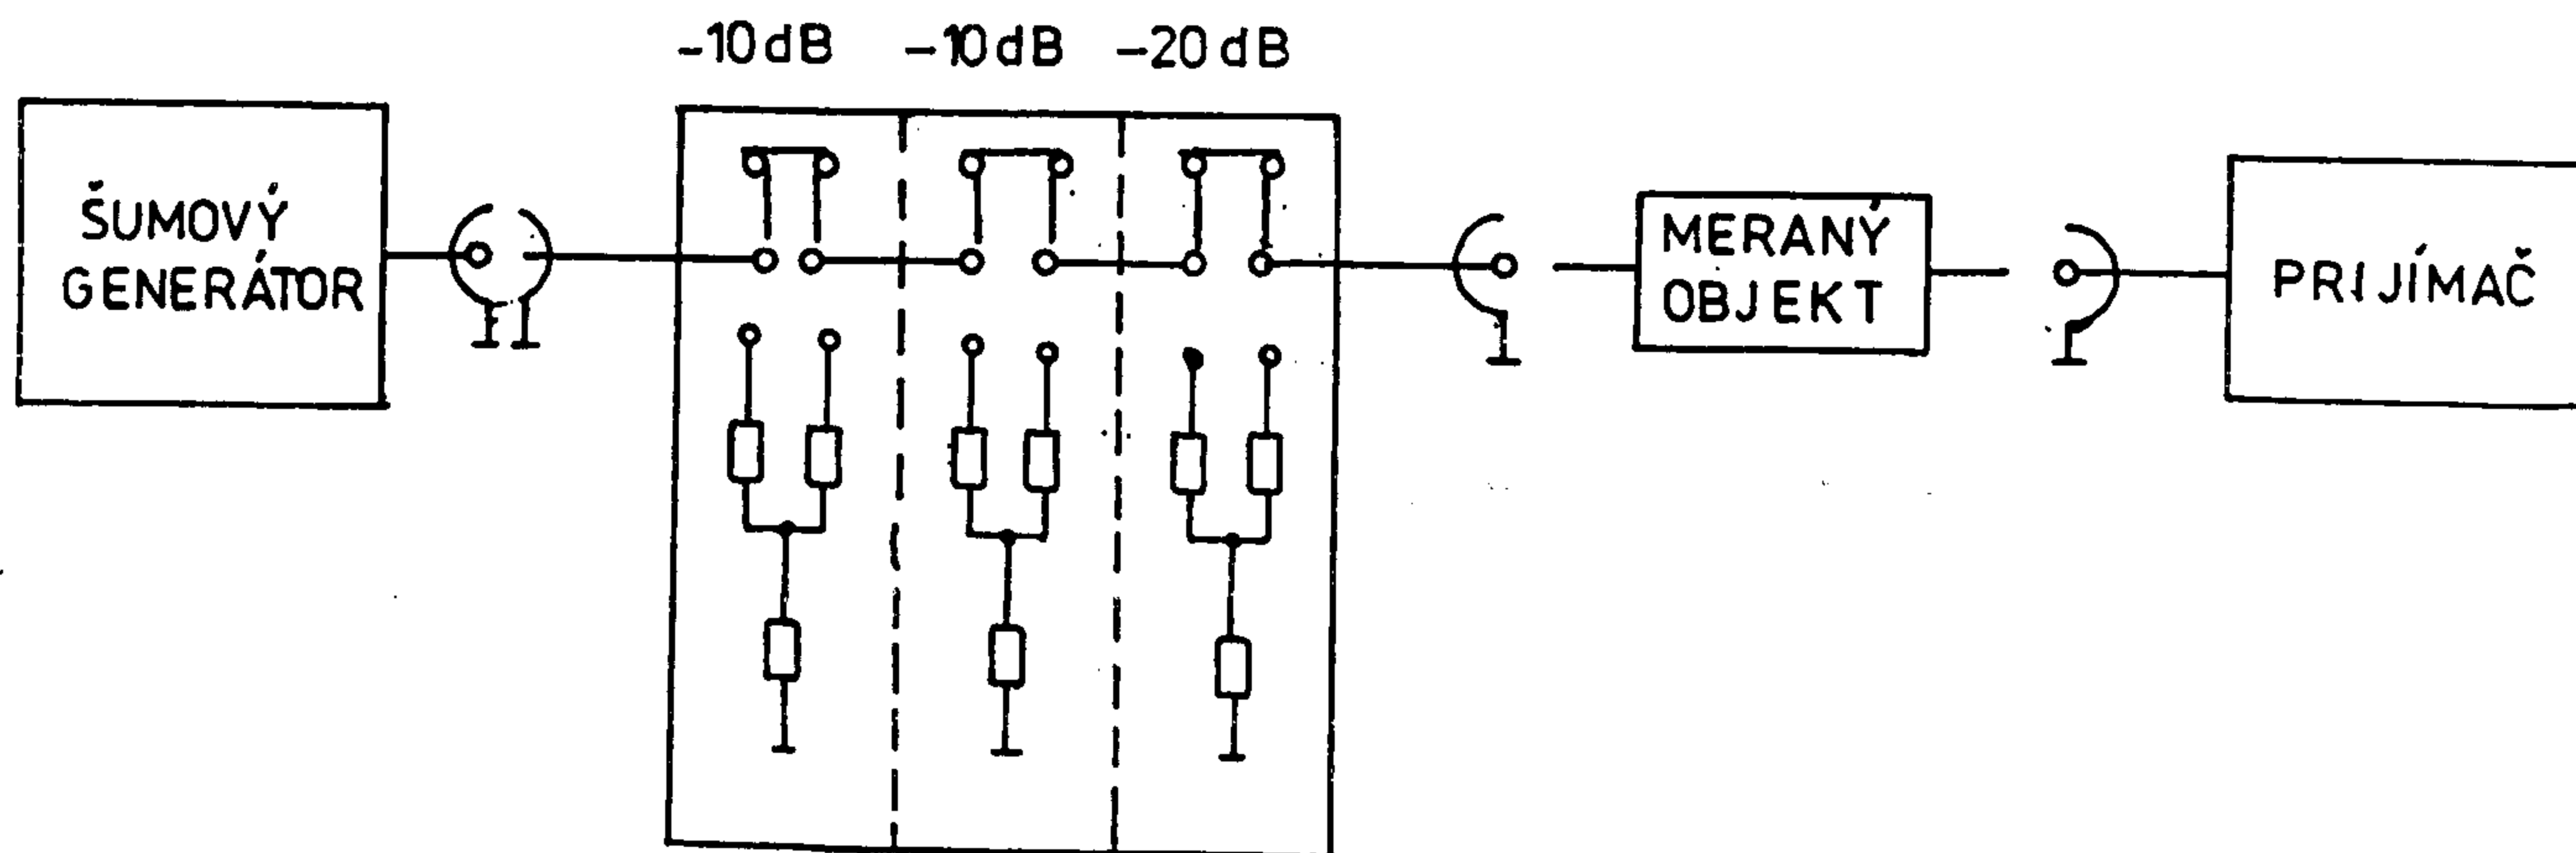 -10 dB -10 dB -20 dB
ŠUMOVÝ
GENERÁTOR
MERANÝ
OBJEKT
PRIJÍMAČ